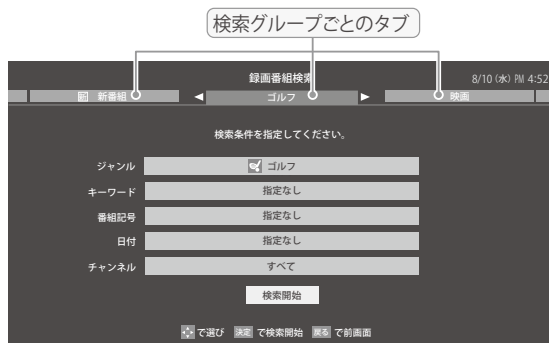 検索グループごとのタブ
録画番組検索
8/10 (水) PM 4:52
新番組
ゴルフ
映画
検索条件を指定してください。
ジャンル ゴルフ
キーワード 指定なし
番組記号 指定なし
日付 指定なし
チャンネル すべて
検索開始
で選び 決定 で検索開始 戻る で前画面